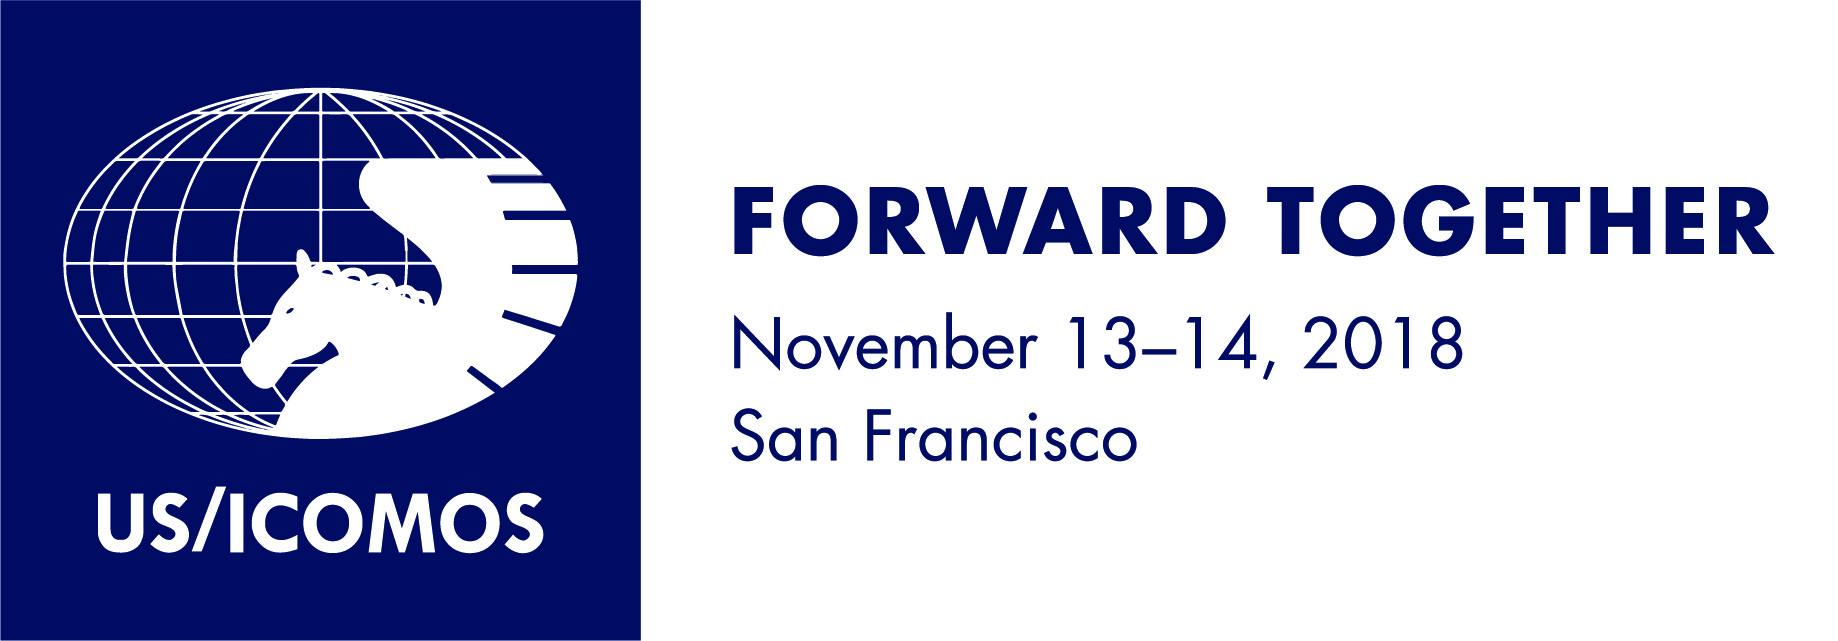 US/ICOMOS
FORWARD TOGETHER
November 13–14, 2018
San Francisco